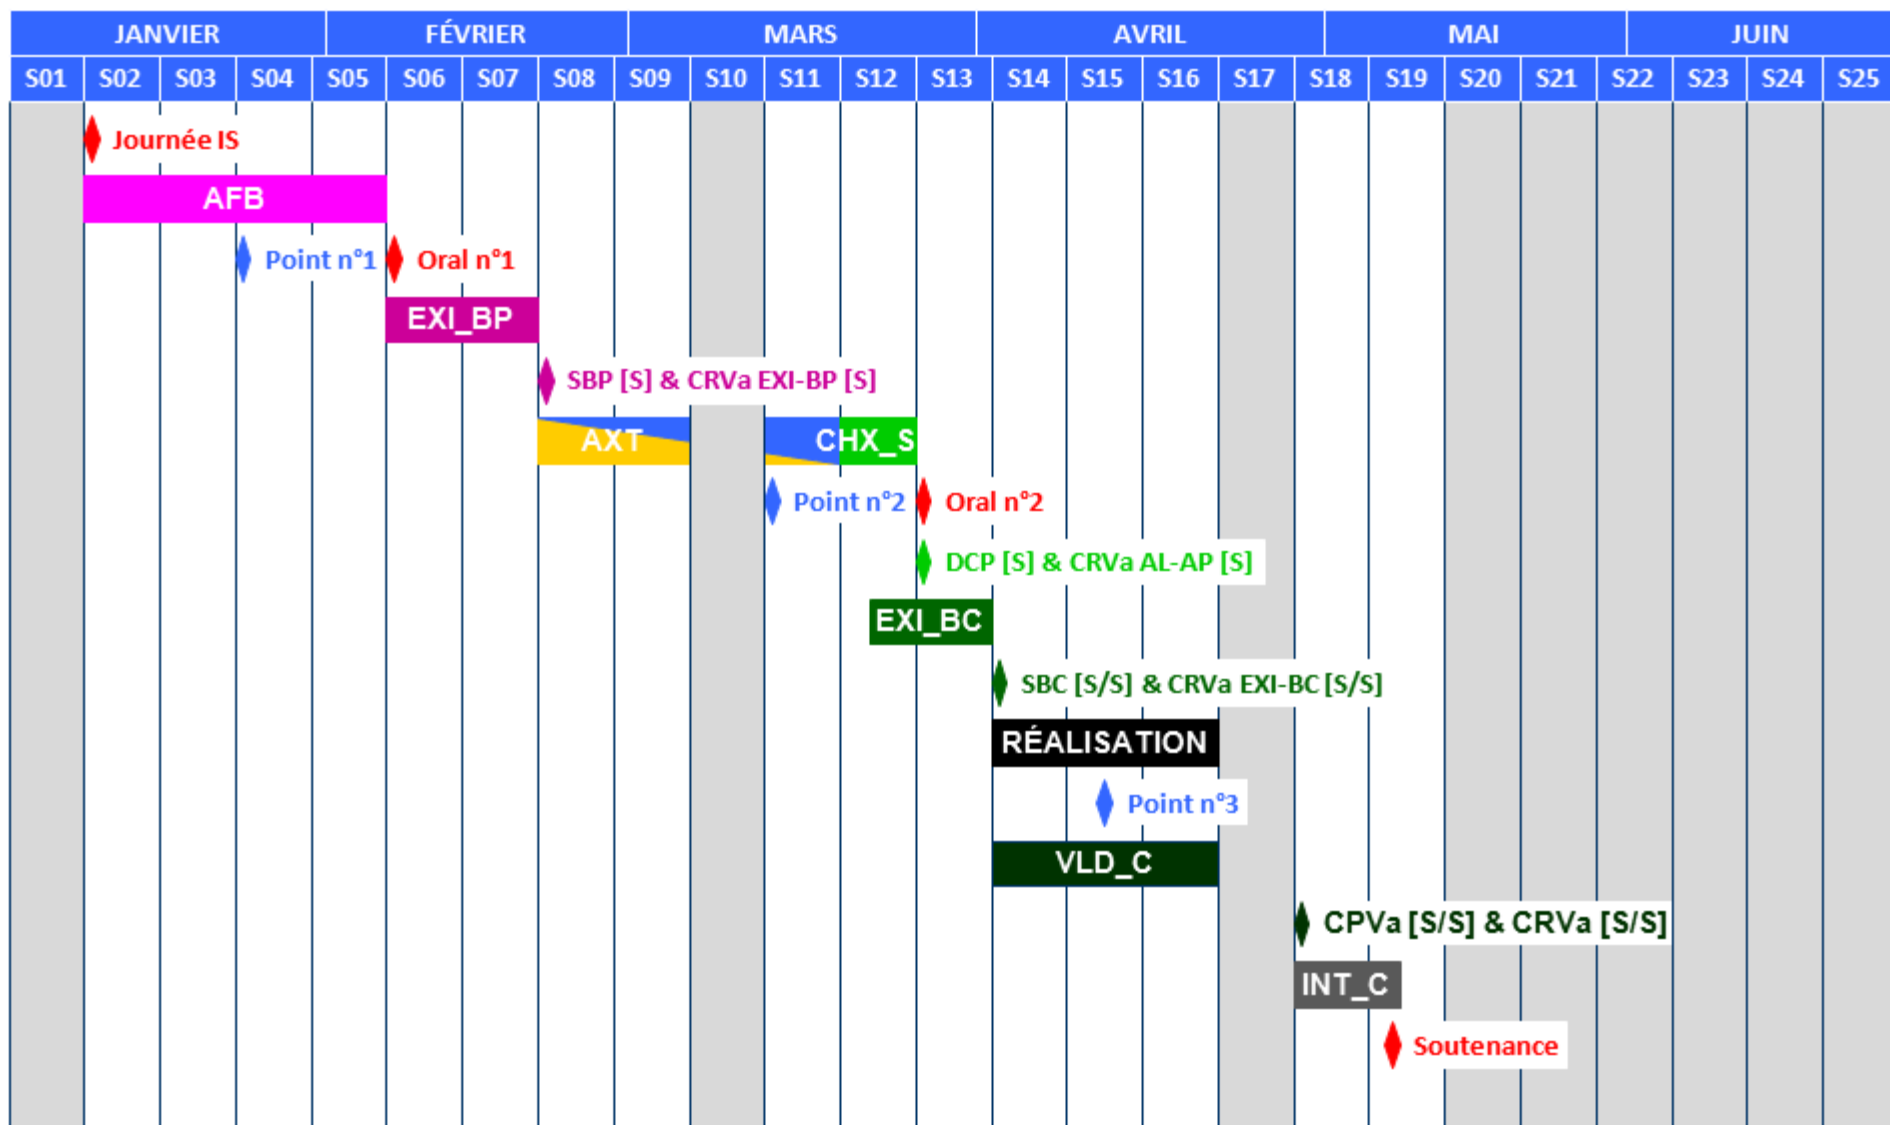 JANVIER FÉVRIER MARS AVRIL MAI JUIN
S01 S02 S03 S04 S05 S06 S07 S08 S09 S10 S11 S12 S13 S14 S15 S16 S17 S18 S19 S20 S21 S22 S23 S24 S25
Journée IS
AFB
Point n°1 Oral n°1
EXI_BP
SBP [S] & CRVa EXI-BP [S]
AXT CHX_S
Point n°2 Oral n°2
DCP [S] & CRVa AL-AP [S]
EXI_BC
SBC [S/S] & CRVa EXI-BC [S/S]
RÉALISATION
Point n°3
VLD_C
CPVa [S/S] & CRVa [S/S]
INT_C
Soutenance